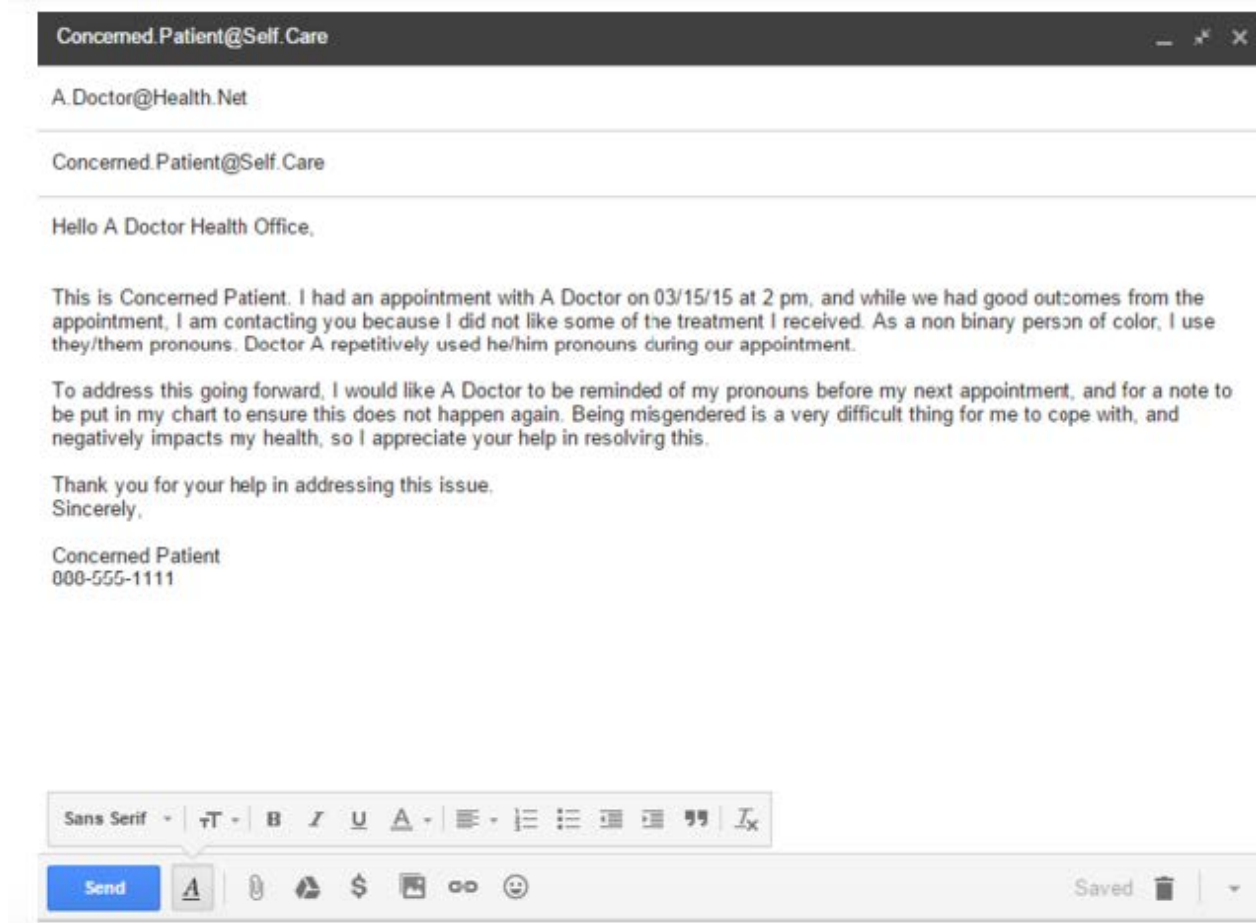 Concerned.Patient@Self.Care
A.Doctor@Health.Net
Concerned.Patient@Self.Care
Hello A Doctor Health Office,
This is Concerned Patient. I had an appointment with A Doctor on 03/15/15 at 2 pm, and while we had good outcomes from the
appointment, I am contacting you because I did not like some of the treatment I received. As a non binary person of color, I use
they/them pronouns. Doctor A repetitively used he/him pronouns during our appointment.
To address this going forward, I would like A Doctor to be reminded of my pronouns before my next appointment, and for a note to
be put in my chart to ensure this does not happen again. Being misgendered is a very difficult thing for me to cope with, and
negatively impacts my health, so I appreciate your help in resolving this.
Thank you for your help in addressing this issue.
Sincerely,
Concerned Patient
888-555-1111
Sans Serif
Send
Saved